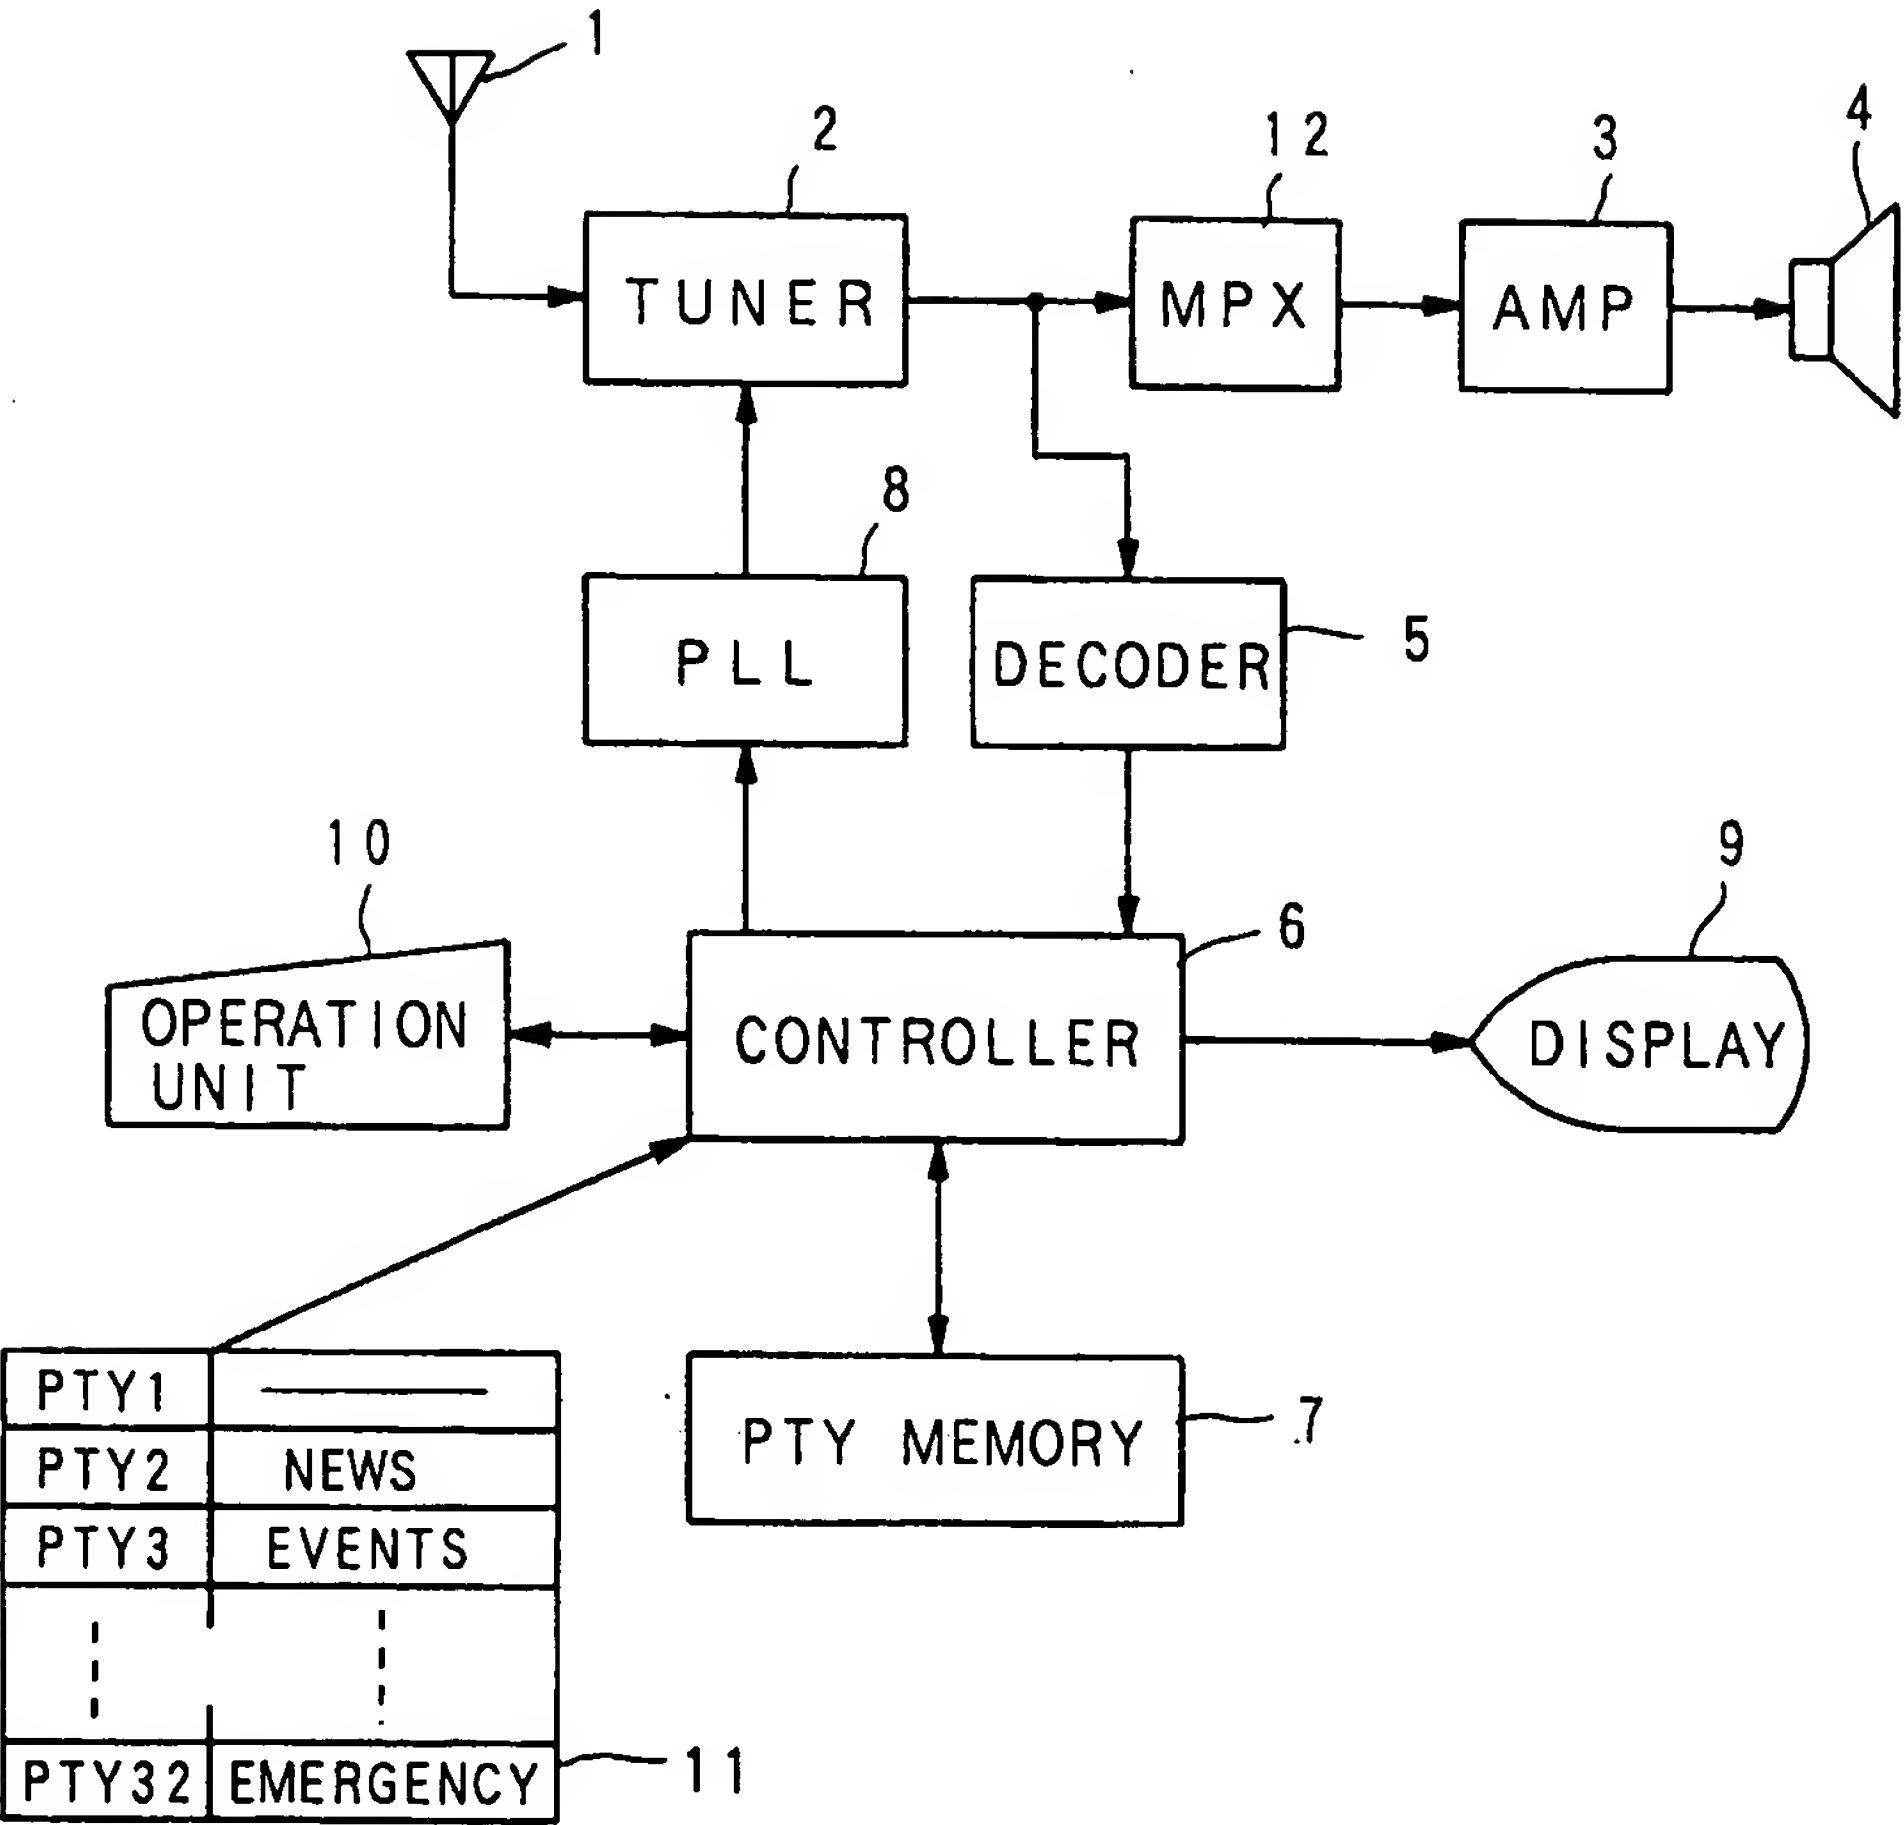 1
2
12
3
4
TUNER
MPX
AMP
8
PLL
DECODER
5
10
6
9
OPERATION
UNIT
CONTROLLER
DISPLAY
PTY1
PTY2 NEWS
PTY3 EVENTS
PTY32 EMERGENCY
11
PTY MEMORY
7